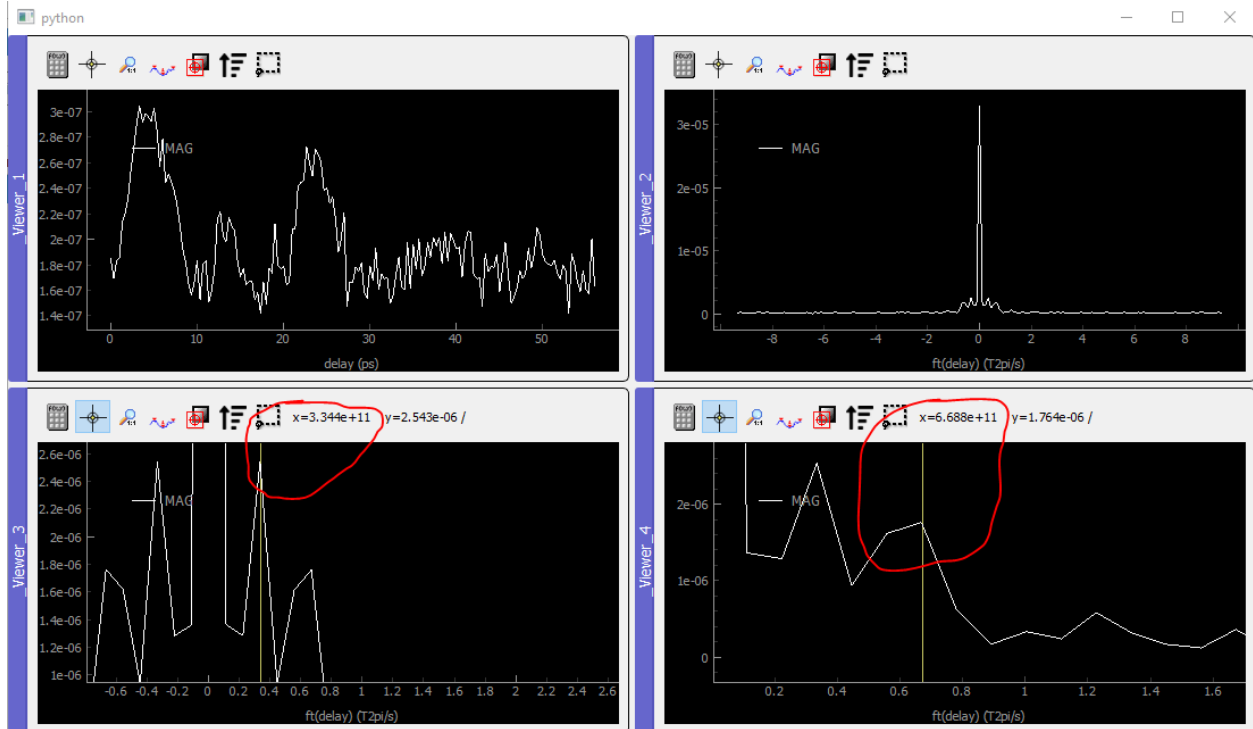 python
_Viewer_1
MAG
3e-07
2.8e-07
2.6e-07
2.4e-07
2.2e-07
2e-07
1.8e-07
1.6e-07
1.4e-07
0 10 20 30 40 50
delay (ps)
_Viewer_2
MAG
3e-05
2e-05
1e-05
0
-8 -6 -4 -2 0 2 4 6 8
ft(delay) (T2pi/s)
_Viewer_3
x=3.344e+11 y=2.543e-06 /
MAG
2.6e-06
2.4e-06
2.2e-06
2e-06
1.8e-06
1.6e-06
1.4e-06
1.2e-06
1e-06
-0.6 -0.4 -0.2 0 0.2 0.4 0.6 0.8 1 1.2 1.4 1.6 1.8 2 2.2 2.4 2.6
ft(delay) (T2pi/s)
_Viewer_4
x=6.688e+11 y=1.764e-06 /
MAG
2e-06
1e-06
0
0.2 0.4 0.6 0.8 1 1.2 1.4 1.6
ft(delay) (T2pi/s)